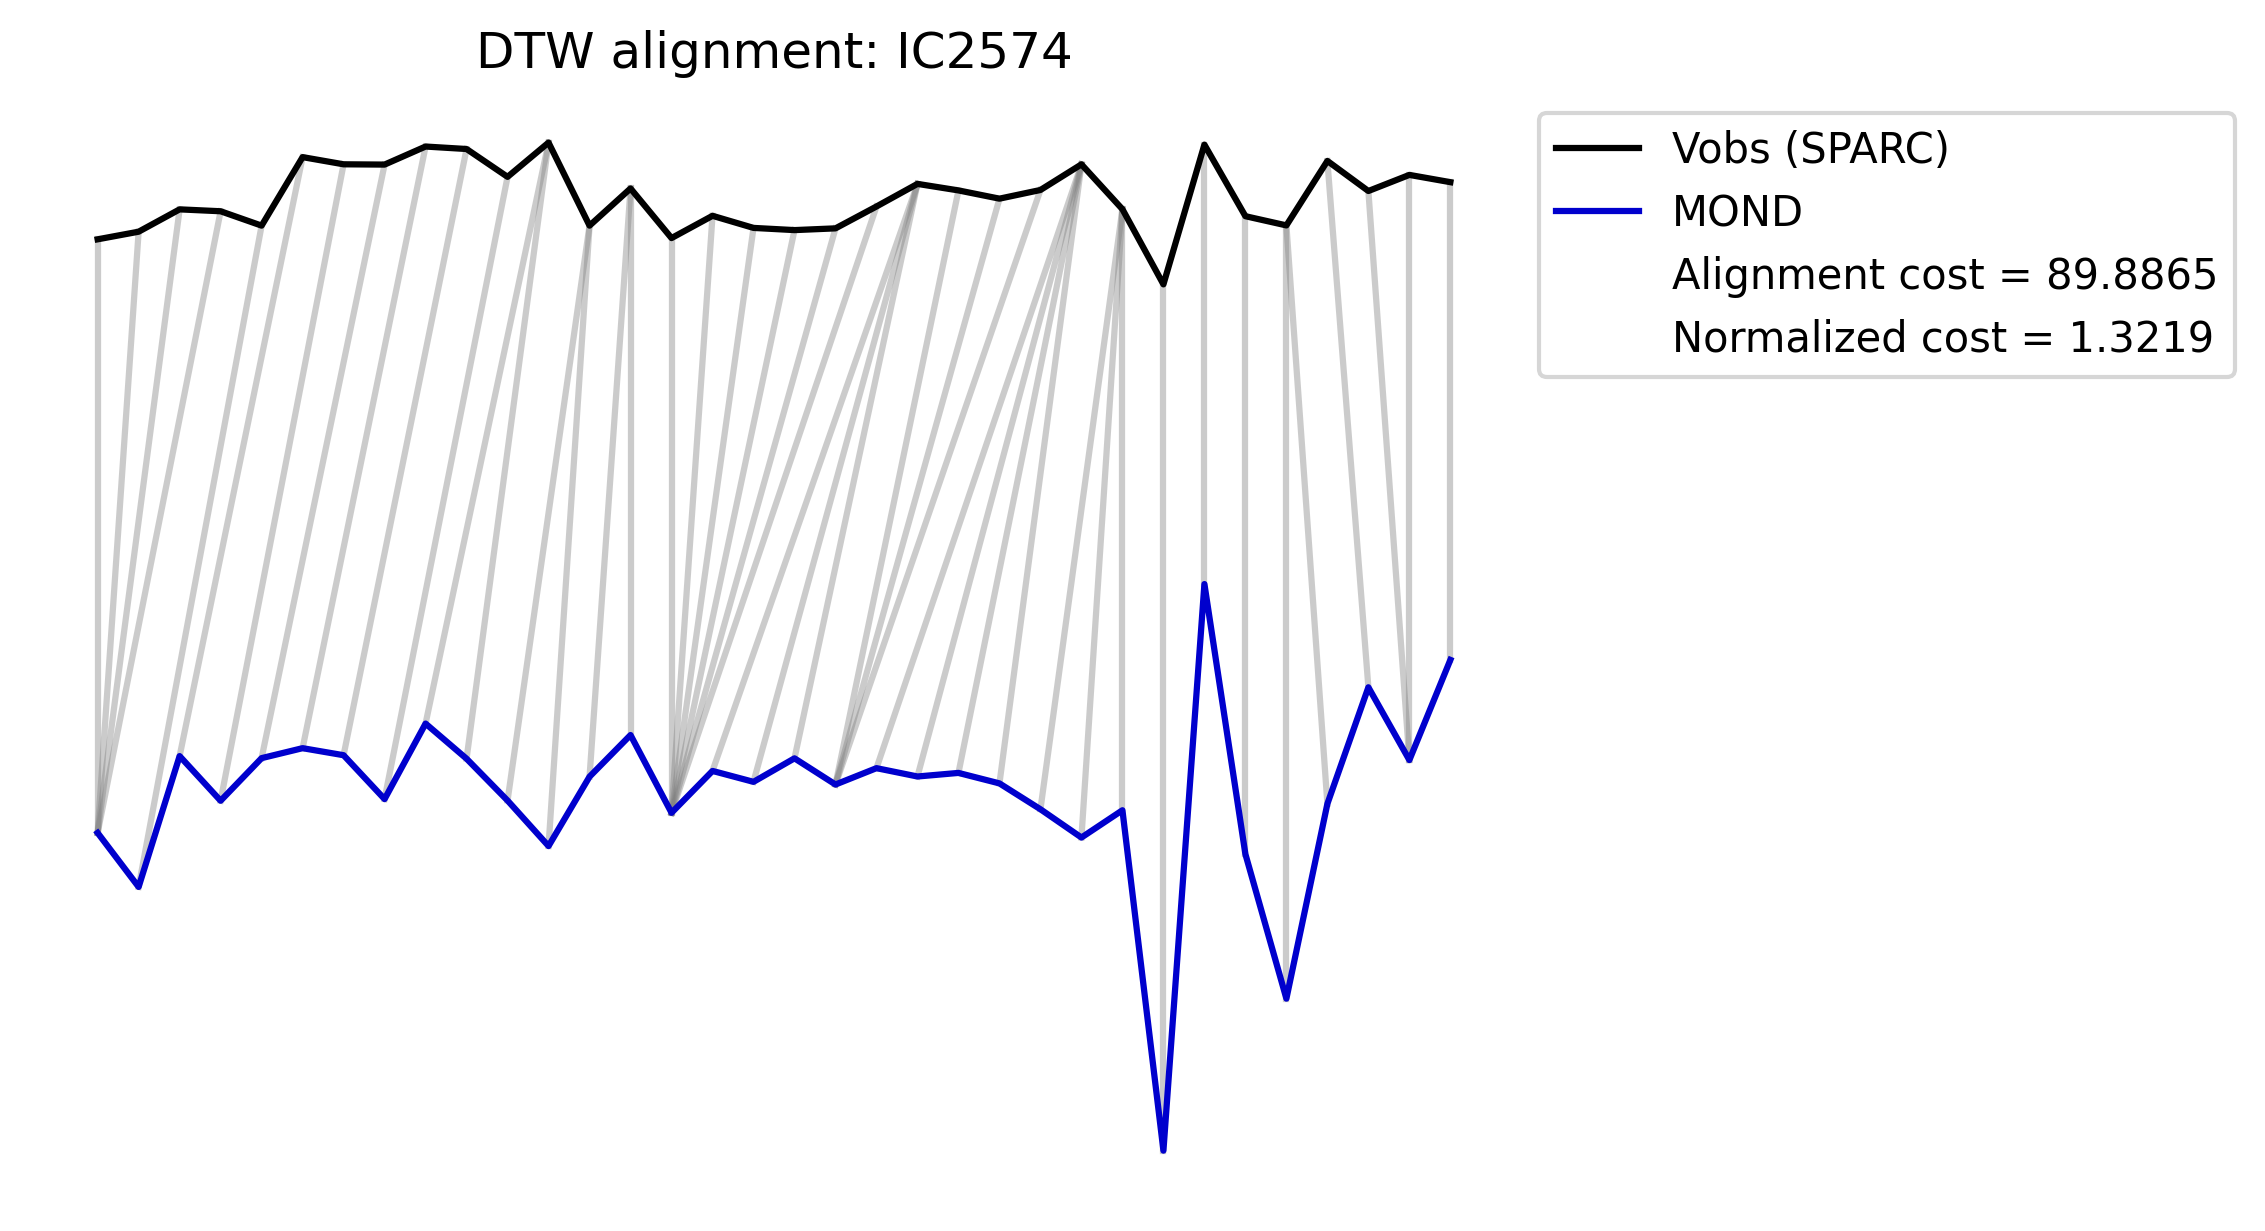 DTW alignment: IC2574
Vobs (SPARC)
MOND
Alignment cost = 89.8865
Normalized cost = 1.3219